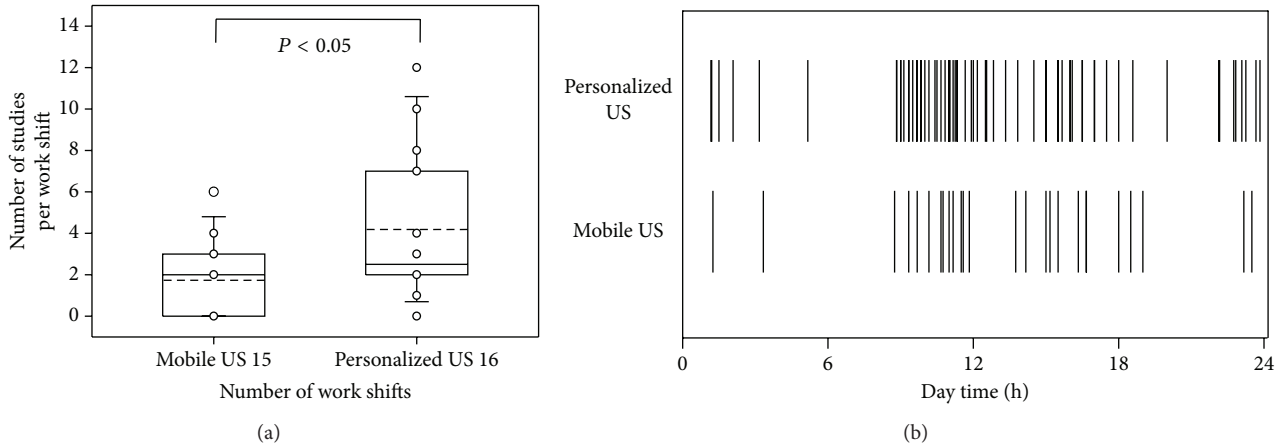 14
12
10
8
6
4
2
0
Number of studies
per work shift
P < 0.05
Mobile US 15
Personalized US 16
Number of work shifts
(a)
Personalized
US
Mobile US
0
6
12
18
24
Day time (h)
(b)